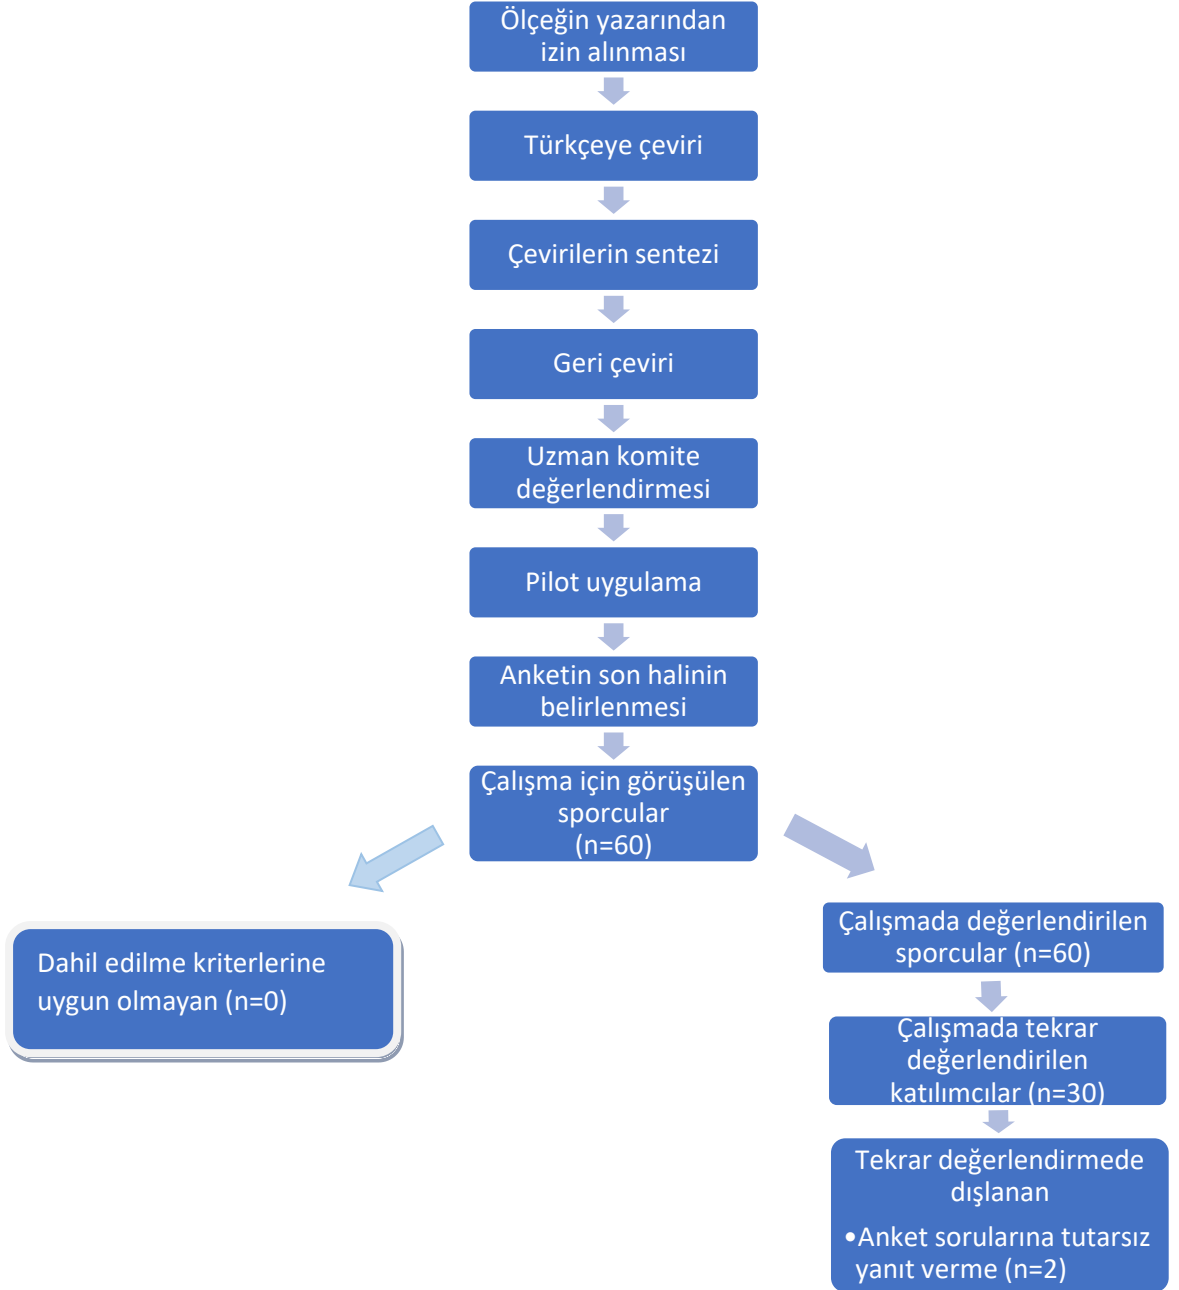 Ölçeğin yazarından
izin alınması
Türkçeye çeviri
Çevirilerin sentezi
Geri çeviri
Uzman komite
değerlendirmesi
Pilot uygulama
Anketin son halinin
belirlenmesi
Çalışma için görüşülen
sporcular
(n=60)
Dahil edilme kriterlerine
uygun olmayan (n=0)
Çalışmada değerlendirilen
sporcular (n=60)
Çalışmada tekrar
değerlendirilen
katılımcılar (n=30)
Tekrar değerlendirmede
dışlanan
•Anket sorularına tutarsız
yanıt verme (n=2)